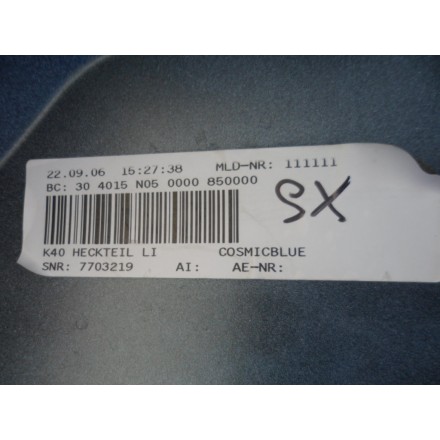 22.09.06 15:27:38 MLD-NR: 111111
BC: 30 4015 N05 0000 850000
SX
K40 HECKTEIL LI COSMICBLUE
SNR: 7703219 AI: AE-NR: